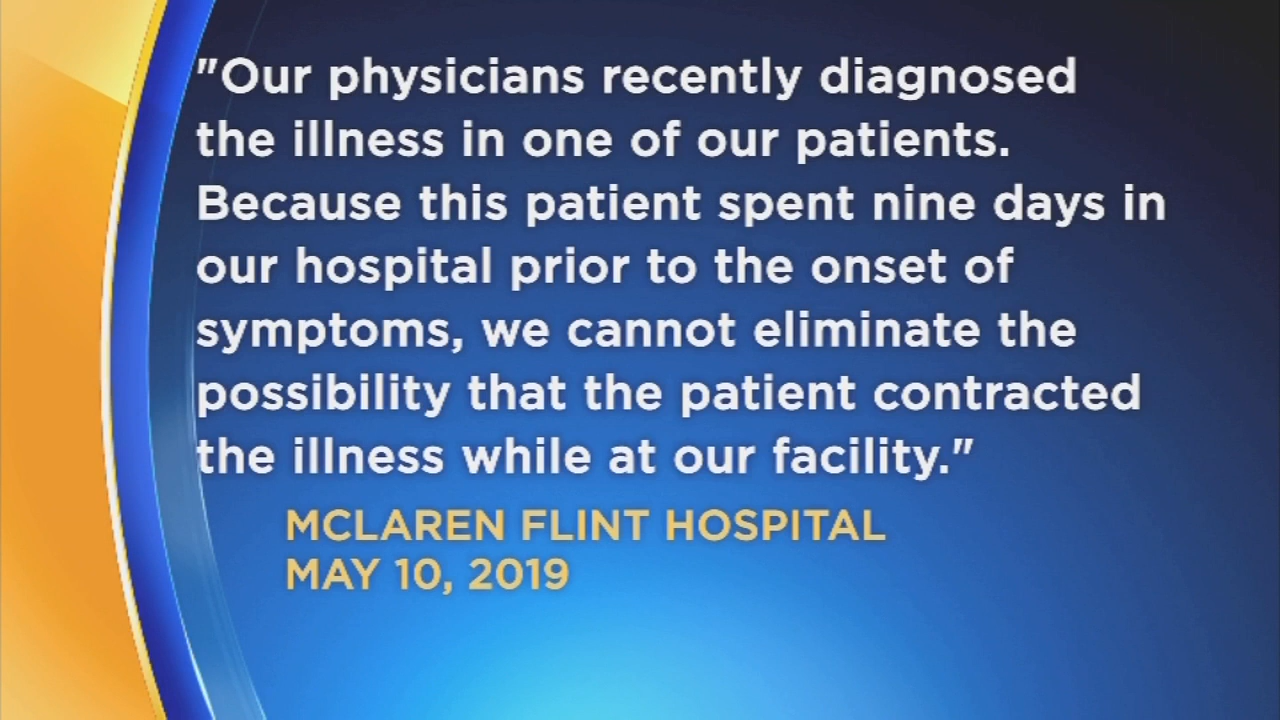 "Our physicians recently diagnosed
the illness in one of our patients.
Because this patient spent nine days in
our hospital prior to the onset of
symptoms, we cannot eliminate the
possibility that the patient contracted
the illness while at our facility."
MCLAREN FLINT HOSPITAL
MAY 10, 2019